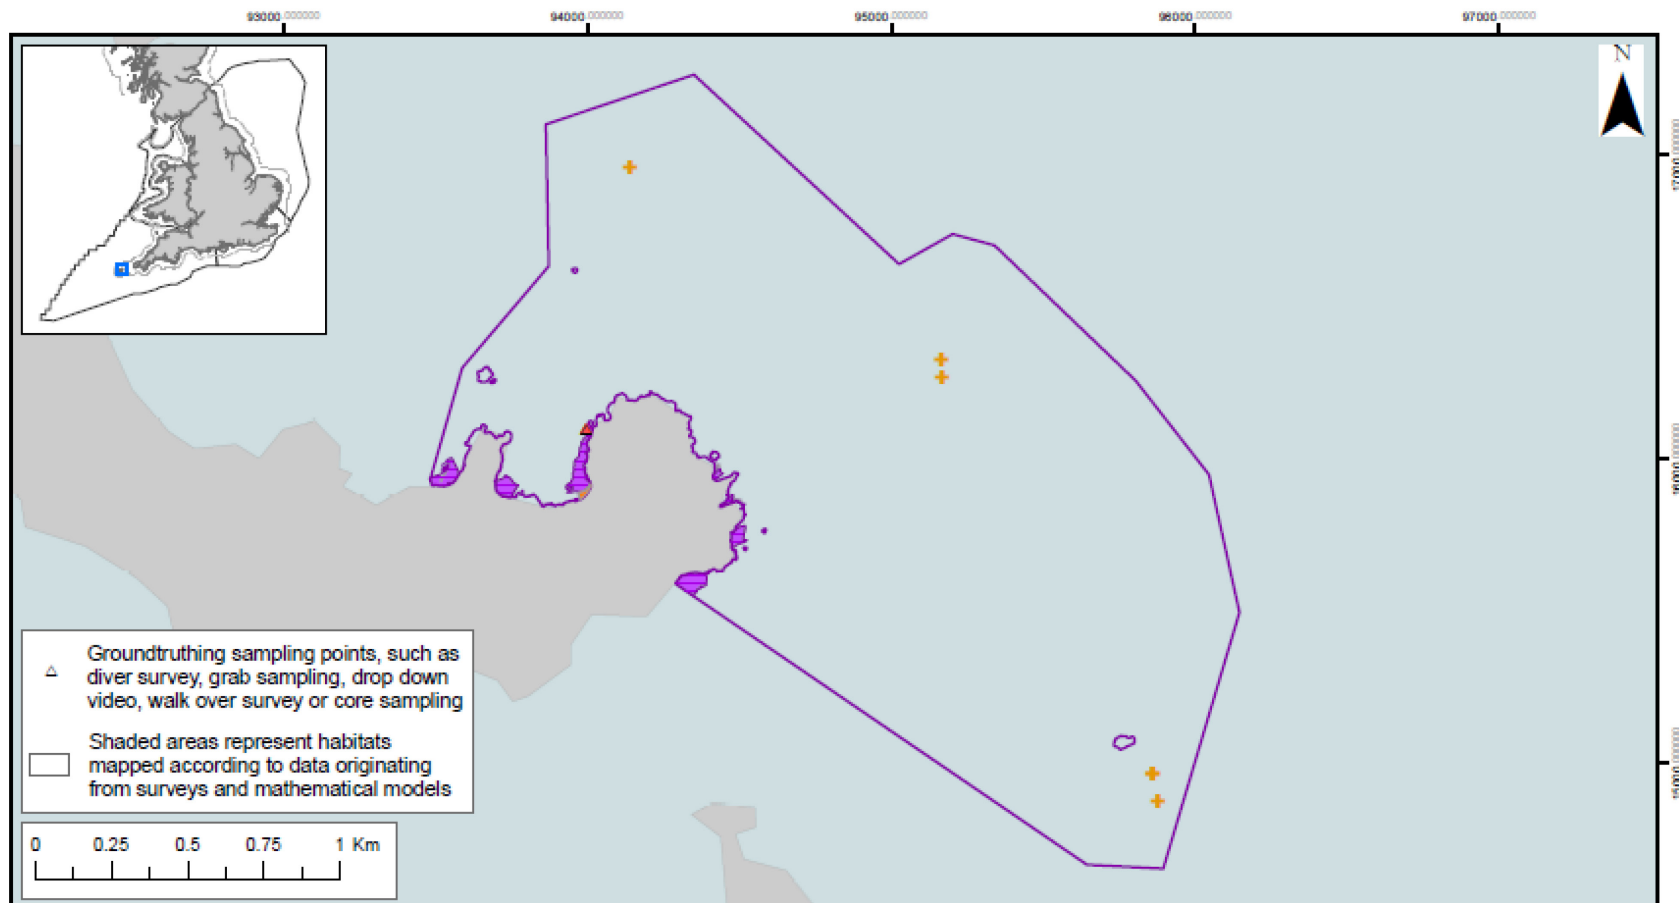 93000.000000 94000.000000 95000.000000 96000.000000 97000.000000
N
Groundtruthing sampling points, such as
diver survey, grab sampling, drop down
video, walk over survey or core sampling
Shaded areas represent habitats
mapped according to data originating
from surveys and mathematical models
0 0.25 0.5 0.75 1 Km